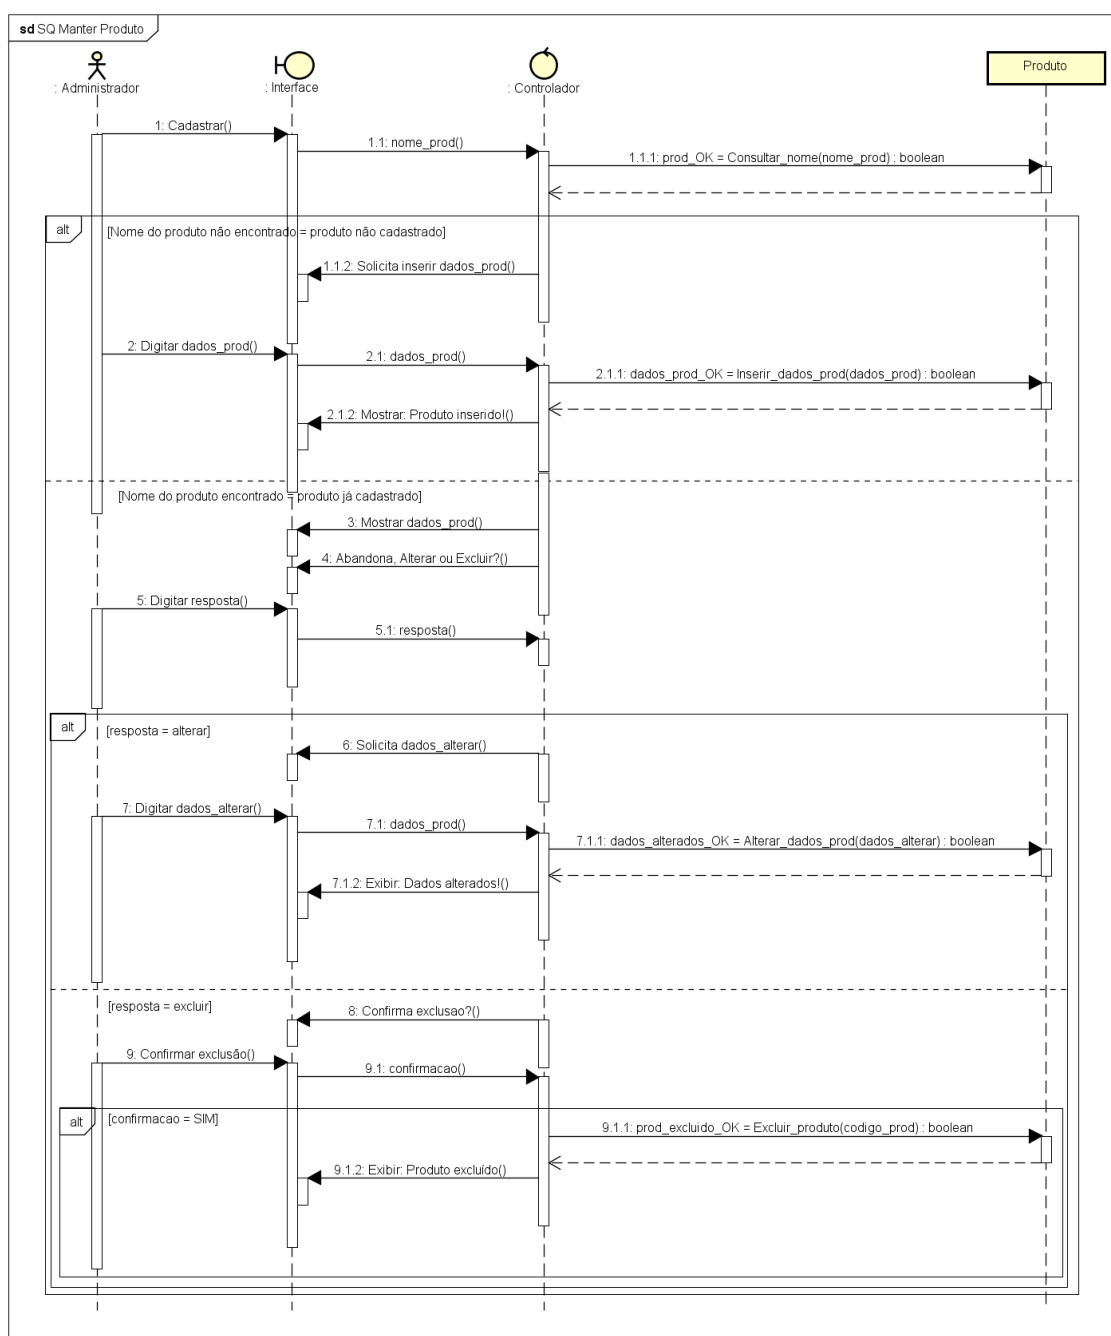 sd SQ Manter Produto
: Administrador
: Interface
: Controlador
Produto
1: Cadastrar()
1.1: nome_prod()
1.1.1: prod_OK = Consultar_nome(nome_prod) : boolean
alt
[Nome do produto não encontrado = produto não cadastrado]
1.1.2: Solicita inserir dados_prod()
2: Digitar dados_prod()
2.1: dados_prod()
2.1.1: dados_prod_OK = Inserir_dados_prod(dados_prod) : boolean
2.1.2: Mostrar: Produto inserido!()
[Nome do produto encontrado = produto já cadastrado]
3: Mostrar dados_prod()
4: Abandona, Alterar ou Excluir?()
5: Digitar resposta()
5.1: resposta()
alt
[resposta = alterar]
6: Solicita dados_alterar()
7: Digitar dados_alterar()
7.1: dados_prod()
7.1.1: dados_alterados_OK = Alterar_dados_prod(dados_alterar) : boolean
7.1.2: Exibir: Dados alterados!()
[resposta = excluir]
8: Confirma exclusao?()
9: Confirmar exclusão()
9.1: confirmacao()
alt
[confirmacao = SIM]
9.1.1: prod_excluido_OK = Excluir_produto(codigo_prod) : boolean
9.1.2: Exibir: Produto excluído()